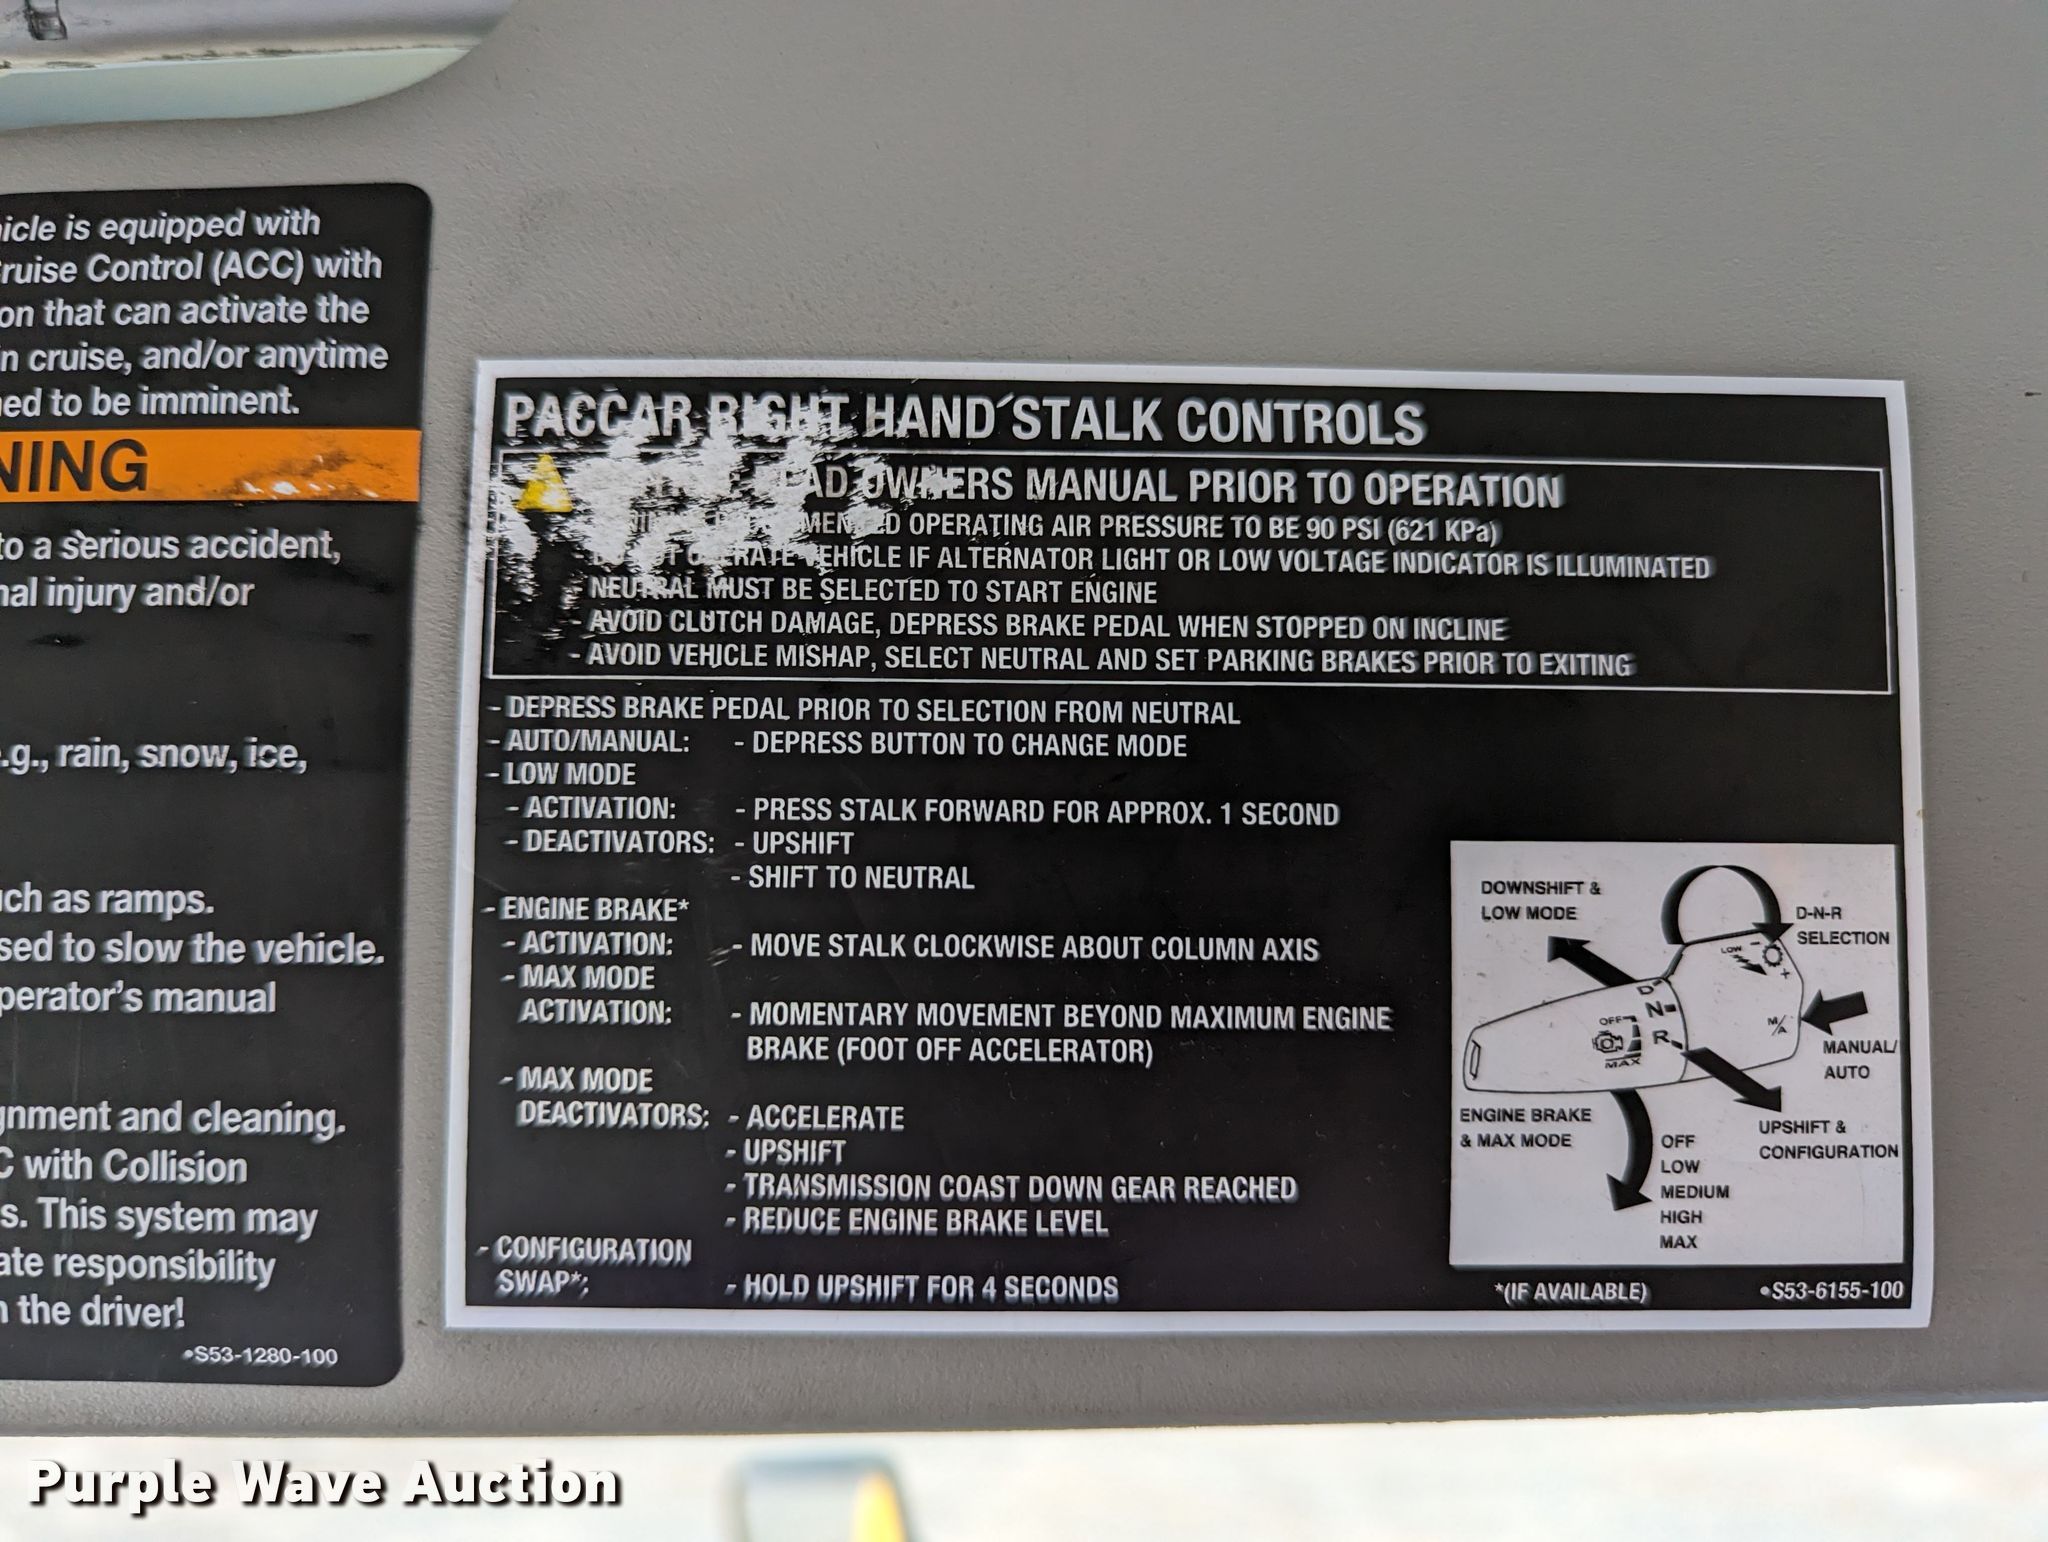 icle is equipped with
ruise Control (ACC) with
on that can activate the
n cruise, and/or anytime
ed to be imminent.
NING
to a serious accident,
nal injury and/or
.g., rain, snow, ice,
uch as ramps.
sed to slow the vehicle.
perator's manual
gnment and cleaning.
C with Collision
s. This system may
ate responsibility
n the driver!
•S53-1280-100
PACCAR RIGHT HAND STALK CONTROLS
OWNERS MANUAL PRIOR TO OPERATION
OPERATING AIR PRESSURE TO BE 90 PSI (621 KPa)
OPERATE VEHICLE IF ALTERNATOR LIGHT OR LOW VOLTAGE INDICATOR IS ILLUMINATED
- NEUTRAL MUST BE SELECTED TO START ENGINE
- AVOID CLUTCH DAMAGE, DEPRESS BRAKE PEDAL WHEN STOPPED ON INCLINE
- AVOID VEHICLE MISHAP, SELECT NEUTRAL AND SET PARKING BRAKES PRIOR TO EXITING
- DEPRESS BRAKE PEDAL PRIOR TO SELECTION FROM NEUTRAL
- AUTO/MANUAL: - DEPRESS BUTTON TO CHANGE MODE
- LOW MODE
- ACTIVATION: - PRESS STALK FORWARD FOR APPROX. 1 SECOND
- DEACTIVATORS: - UPSHIFT
- SHIFT TO NEUTRAL
- ENGINE BRAKE*
- ACTIVATION: - MOVE STALK CLOCKWISE ABOUT COLUMN AXIS
- MAX MODE
ACTIVATION: - MOMENTARY MOVEMENT BEYOND MAXIMUM ENGINE
BRAKE (FOOT OFF ACCELERATOR)
- MAX MODE
DEACTIVATORS: - ACCELERATE
- UPSHIFT
- TRANSMISSION COAST DOWN GEAR REACHED
- REDUCE ENGINE BRAKE LEVEL
- CONFIGURATION
SWAP*: - HOLD UPSHIFT FOR 4 SECONDS
DOWNSHIFT &
LOW MODE
D-N-R
SELECTION
LOW - +
D
N
R
OFF
MAX
M/A
MANUAL/
AUTO
ENGINE BRAKE
& MAX MODE
UPSHIFT &
CONFIGURATION
OFF
LOW
MEDIUM
HIGH
MAX
*(IF AVAILABLE)
•S53-6155-100
Purple Wave Auction